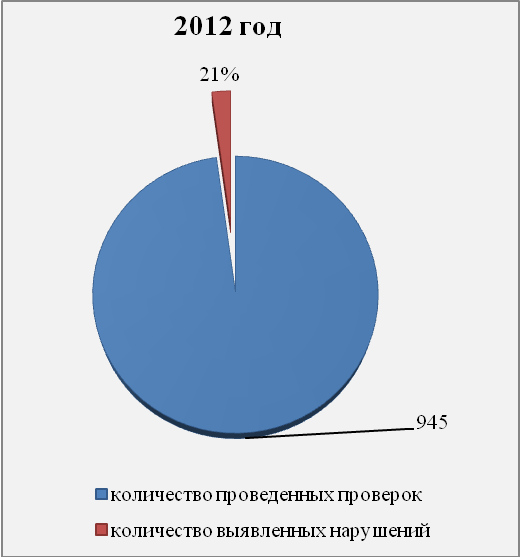 2012 год
21%
945
количество проведенных проверок
количество выявленных нарушений